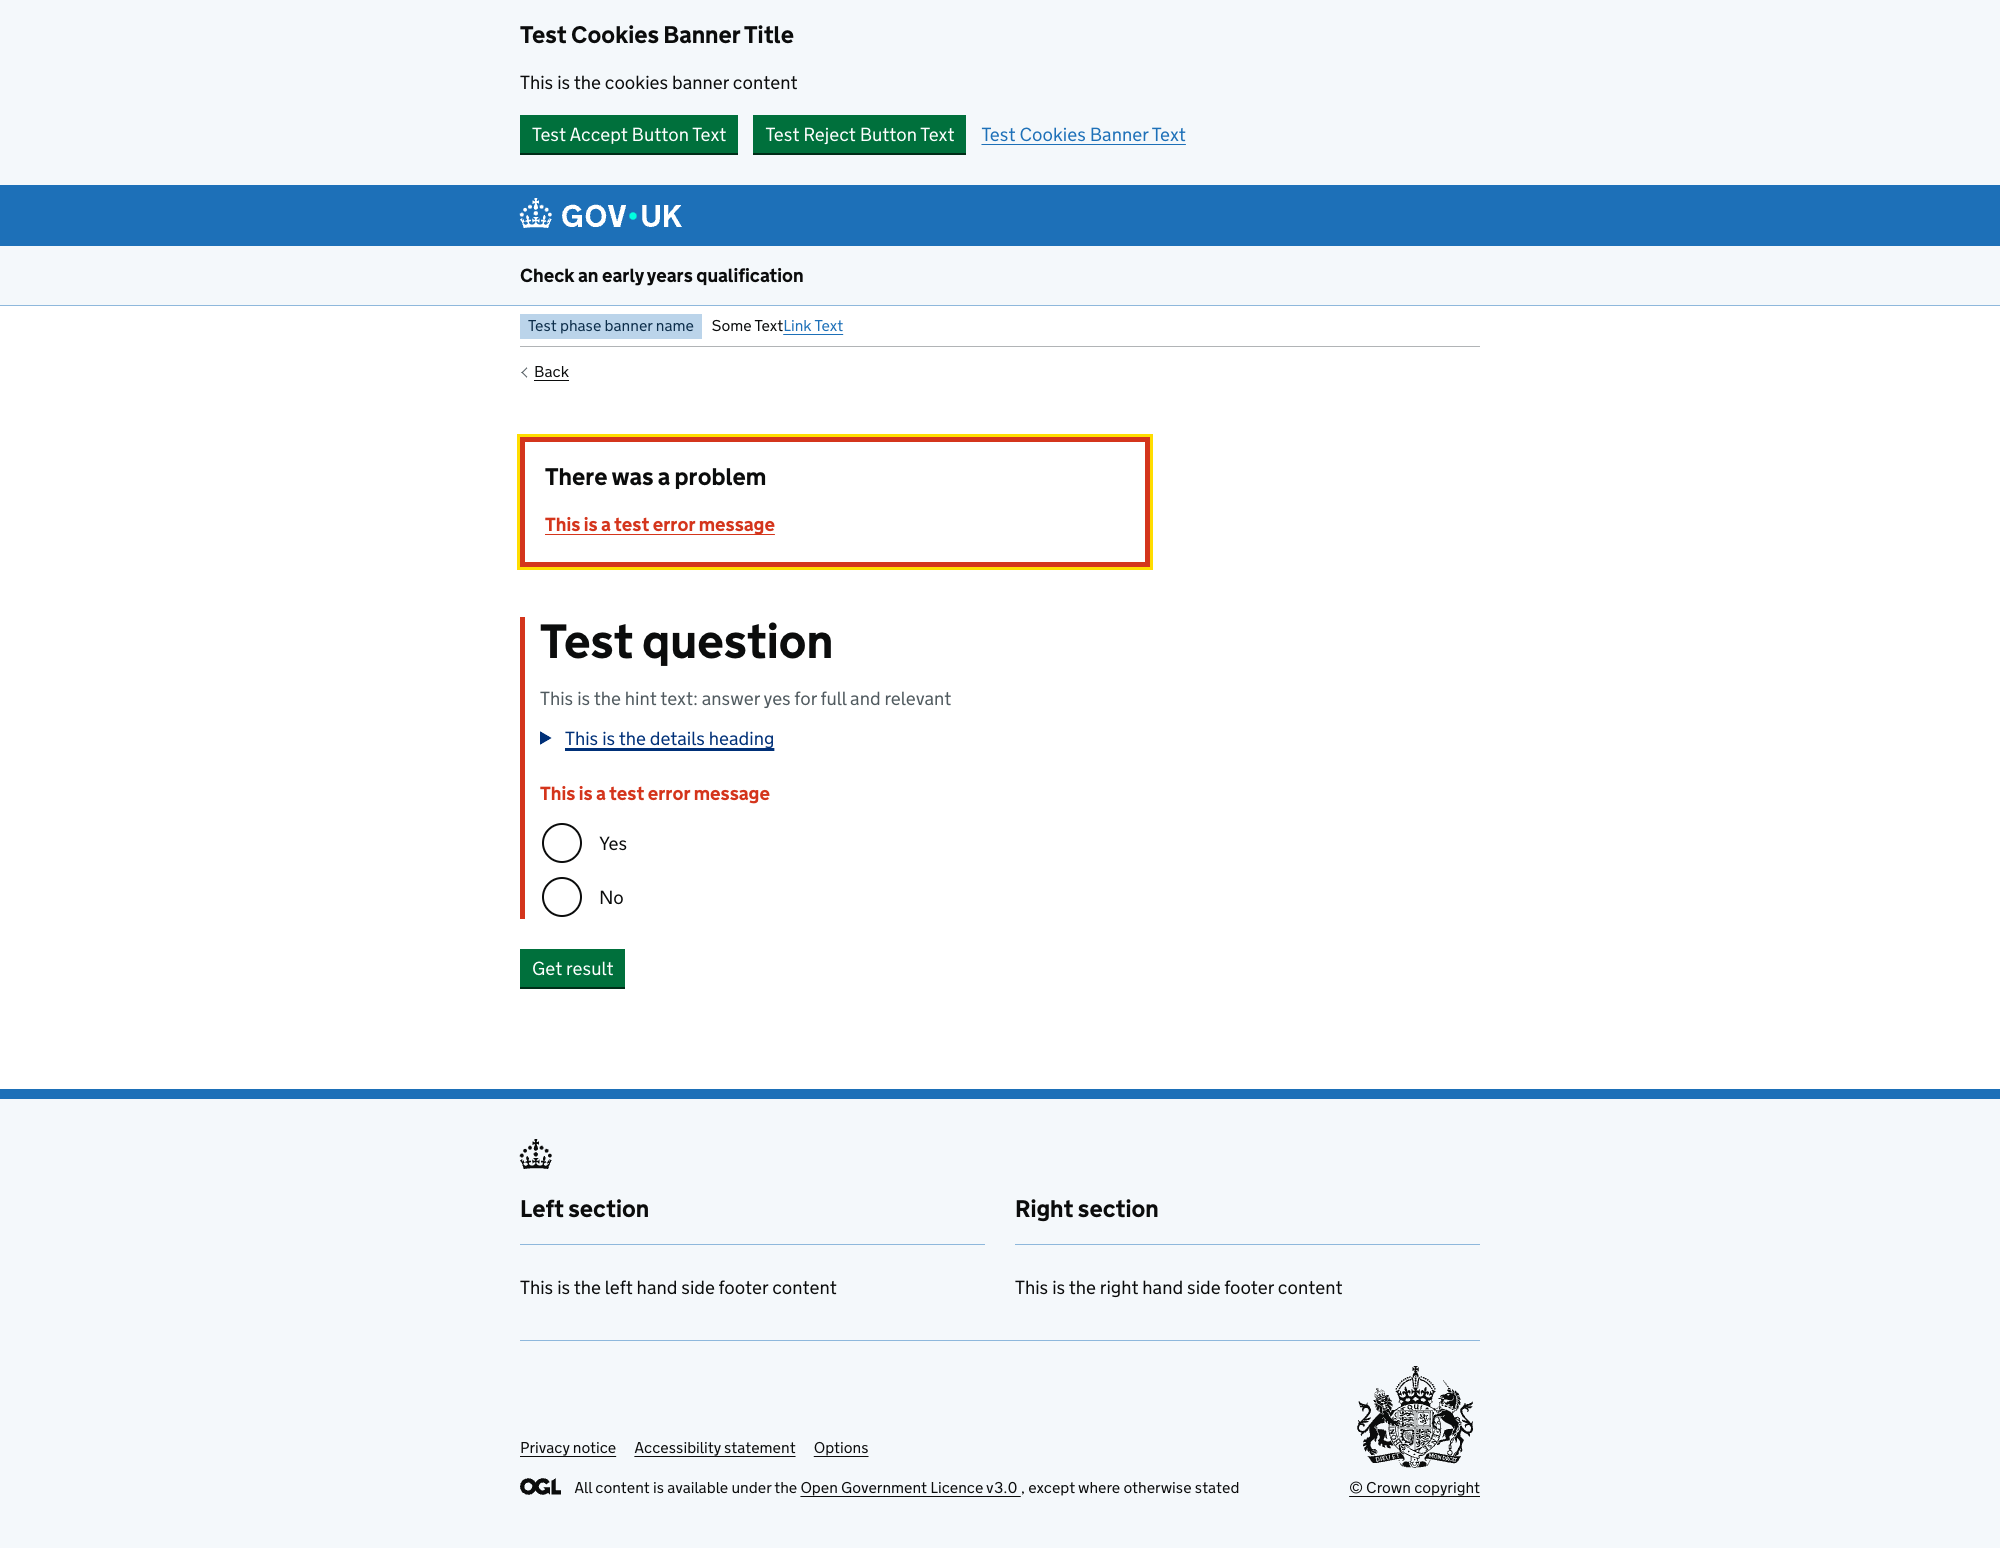 Test Cookies Banner Title
This is the cookies banner content
Test Accept Button Text Test Reject Button Text Test Cookies Banner Text
GOV·UK
Check an early years qualification
Test phase banner name Some TextLink Text
Back
There was a problem
This is a test error message
Test question
This is the hint text: answer yes for full and relevant
This is the details heading
This is a test error message
Yes
No
Get result
Left section
Right section
This is the left hand side footer content
This is the right hand side footer content
Privacy notice Accessibility statement Options
OGL All content is available under the Open Government Licence v3.0 , except where otherwise stated
© Crown copyright